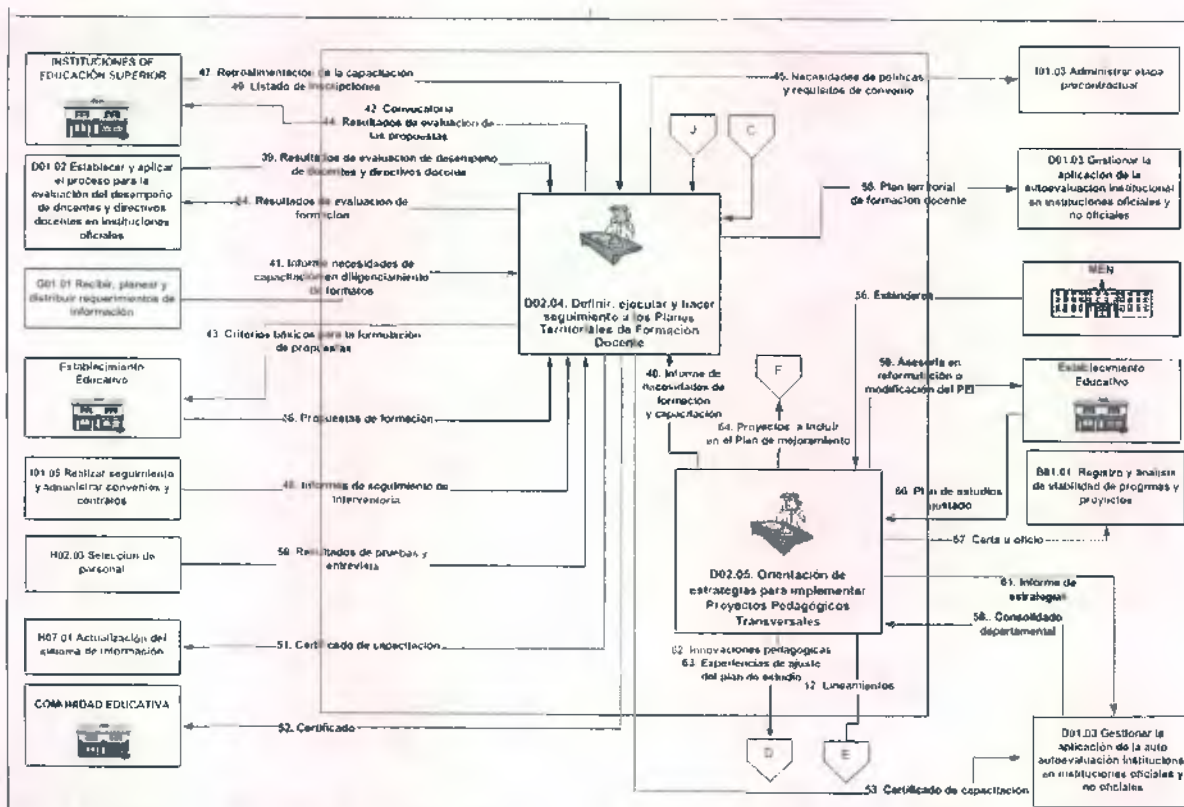 INSTITUCIONES DE
EDUCACIÓN SUPERIOR
47. Retroalimentación de la capacitación
49. Listado de inscripciones
42. Convocatoria
44. Resultados de evaluación de
las propuestas
D01.02 Establecer y aplicar
el proceso para la
evaluación del desempeño
de docentes y directivos
docentes en instituciones
oficiales
39. Resultados de evaluación de desempeño
de docentes y directivos docentes
54. Resultados de evaluación de
formación
G01.01 Recibir, planear y
distribuir requerimientos de
información
41. Informe necesidades de
capacitación en diligenciamiento
de formatos
43. Criterios básicos para la formulación
de propuestas
Establecimiento
Educativo
Propuestas de formación
I01.05 Realizar seguimiento
y administrar convenios y
contratos
Informes de seguimiento de
interventoría
H02.03 Selección de
personal
50. Resultados de pruebas y
entrevista
H07.01 Actualización del
sistema de información
51. Certificado de capacitación
COMUNIDAD EDUCATIVA
52. Certificado
J
C
D02.04. Definir, ejecutar y hacer
seguimiento a los Planes
Territoriales de Formación
Docente
40. Informe de
necesidades de
formación
y capacitación
F
64. Proyectos a incluir
en el Plan de mejoramiento
D02.05. Orientación de
estrategias para implementar
Proyectos Pedagógicos
Transversales
62 Innovaciones pedagógicas
63. Experiencias de ajuste
del plan de estudio
Lineamientos
D
E
45. Necesidades de políticas
y requisitos de convenio
I01.03 Administrar etapa
precontractual
55. Plan territorial
de formación docente
D01.03 Gestionar la
aplicación de la
autoevaluación institucional
en instituciones oficiales y
no oficiales
56. Estándares
MEN
Asesoría en
reformulación o
modificación del PEI
Establecimiento
Educativo
Plan de estudios
ajustado
B01.01 Registro y análisis
de viabilidad de progrmas y
proyectos
57. Carta u oficio
61. Informe de
estrategias
Consolidado
departamental
D01.03 Gestionar la
aplicación de la auto
autoevaluación instituciona
en instituciones oficiales y
no oficiales
53 Certificado de capacitación